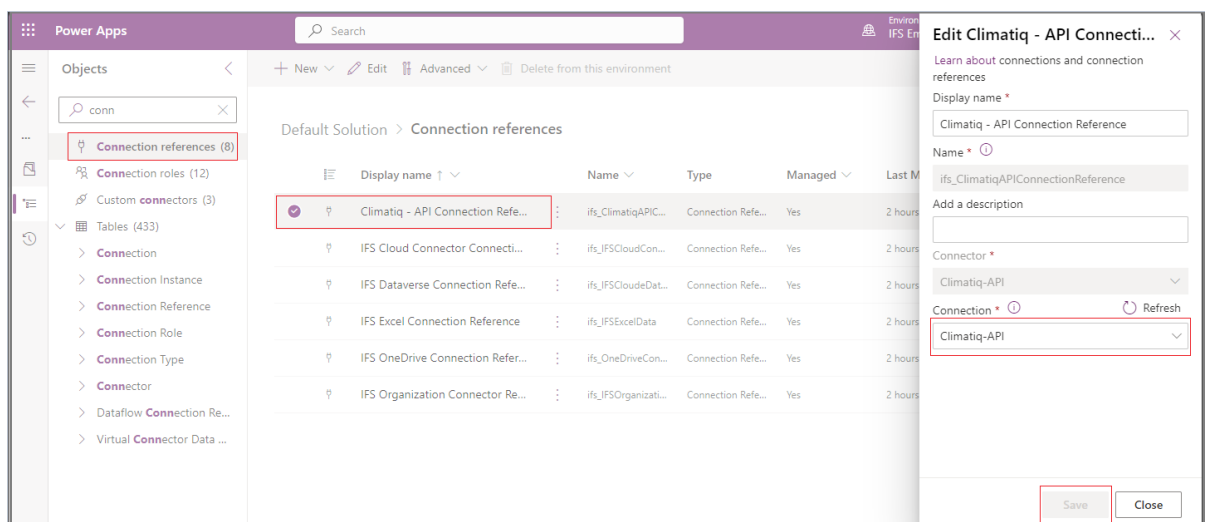 Power Apps
Search
Environ
IFS Em
Objects
New
Edit
Advanced
Delete from this environment
conn
Connection references (8)
Connection roles (12)
Custom connectors (3)
Tables (433)
Connection
Connection Instance
Connection Reference
Connection Role
Connection Type
Connector
Dataflow Connection Re...
Virtual Connector Data ...
Default Solution > Connection references
Display name ↑ Name Type Managed Last M
Climatiq - API Connection Refe... ifs_ClimatiqAPIC... Connection Refe... Yes 2 hours
IFS Cloud Connector Connecti... ifs_IFSCloudCon... Connection Refe... Yes 2 hours
IFS Dataverse Connection Refe... ifs_IFSCloudeDat... Connection Refe... Yes 2 hours
IFS Excel Connection Reference ifs_IFSExcelData Connection Refe... Yes 2 hours
IFS OneDrive Connection Refer... ifs_OneDriveCon... Connection Refe... Yes 2 hours
IFS Organization Connector Re... ifs_IFSOrganizati... Connection Refe... Yes 2 hours
Edit Climatiq - API Connecti...
Learn about connections and connection
references
Display name *
Climatiq - API Connection Reference
Name *
ifs_ClimatiqAPIConnectionReference
Add a description
Connector *
Climatiq-API
Connection * Refresh
Climatiq-API
Save Close